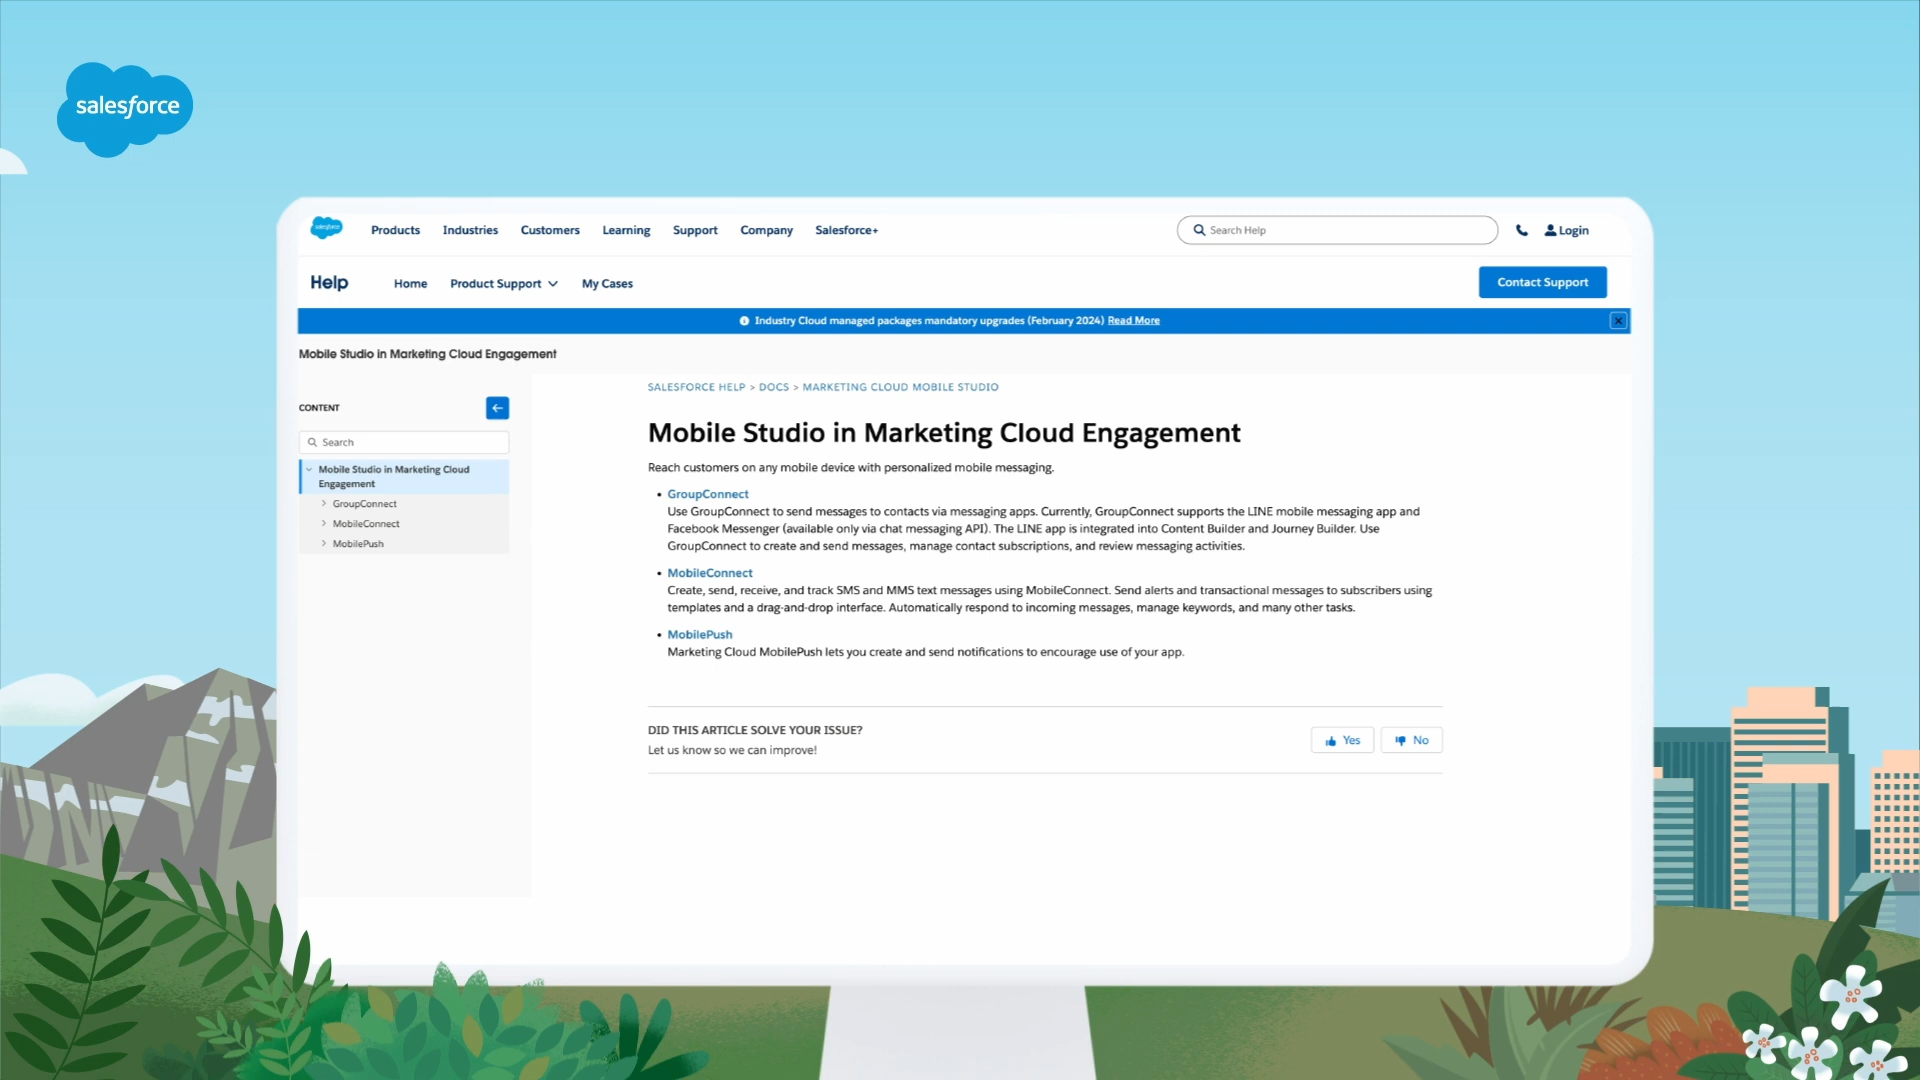 salesforce
salesforce
Products Industries Customers Learning Support Company Salesforce+ Search Help Login
Help Home Product Support My Cases Contact Support
Industry Cloud managed packages mandatory upgrades (February 2024) Read More
Mobile Studio in Marketing Cloud Engagement
CONTENT
Search
Mobile Studio in Marketing Cloud
Engagement
GroupConnect
MobileConnect
MobilePush
SALESFORCE HELP > DOCS > MARKETING CLOUD MOBILE STUDIO
Mobile Studio in Marketing Cloud Engagement
Reach customers on any mobile device with personalized mobile messaging.
• GroupConnect
Use GroupConnect to send messages to contacts via messaging apps. Currently, GroupConnect supports the LINE mobile messaging app and
Facebook Messenger (available only via chat messaging API). The LINE app is integrated into Content Builder and Journey Builder. Use
GroupConnect to create and send messages, manage contact subscriptions, and review messaging activities.
• MobileConnect
Create, send, receive, and track SMS and MMS text messages using MobileConnect. Send alerts and transactional messages to subscribers using
templates and a drag-and-drop interface. Automatically respond to incoming messages, manage keywords, and many other tasks.
• MobilePush
Marketing Cloud MobilePush lets you create and send notifications to encourage use of your app.
DID THIS ARTICLE SOLVE YOUR ISSUE?
Let us know so we can improve!
Yes No